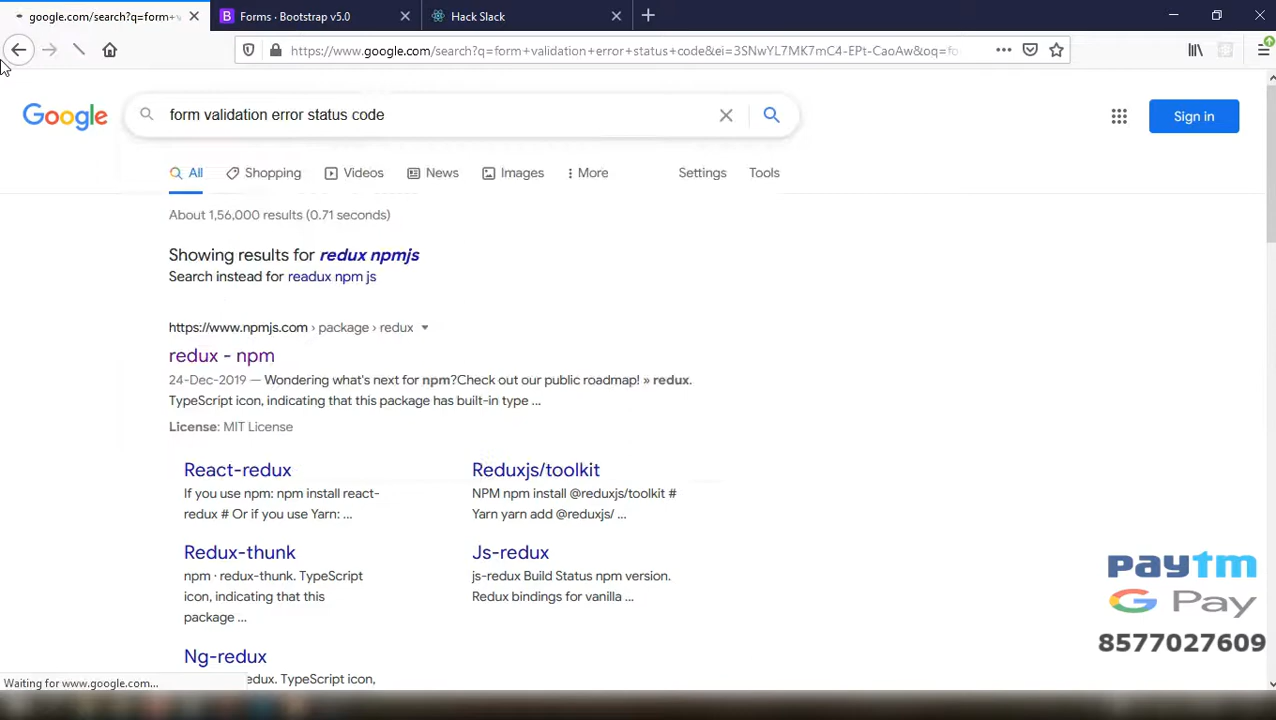 google.com/search?q=form+v
Forms · Bootstrap v5.0
Hack Slack
https://www.google.com/search?q=form+validation+error+status+code&ei=3SNwYL7MK7mC4-EPt-CaoAw&oq=fo
Google
form validation error status code
Sign in
All
Shopping
Videos
News
Images
More
Settings
Tools
About 1,56,000 results (0.71 seconds)
Showing results for redux npmjs
Search instead for readux npm js
https://www.npmjs.com › package › redux
redux - npm
24-Dec-2019 — Wondering what's next for npm?Check out our public roadmap! » redux.
TypeScript icon, indicating that this package has built-in type ...
License: MIT License
React-redux
If you use npm: npm install react-
redux # Or if you use Yarn: ...
Reduxjs/toolkit
NPM npm install @reduxjs/toolkit #
Yarn yarn add @reduxjs/ ...
Redux-thunk
npm · redux-thunk. TypeScript
icon, indicating that this
package ...
Js-redux
js-redux Build Status npm version.
Redux bindings for vanilla ...
Ng-redux
edux. TypeScript icon,
Waiting for www.google.com...
paytm
G Pay
8577027609